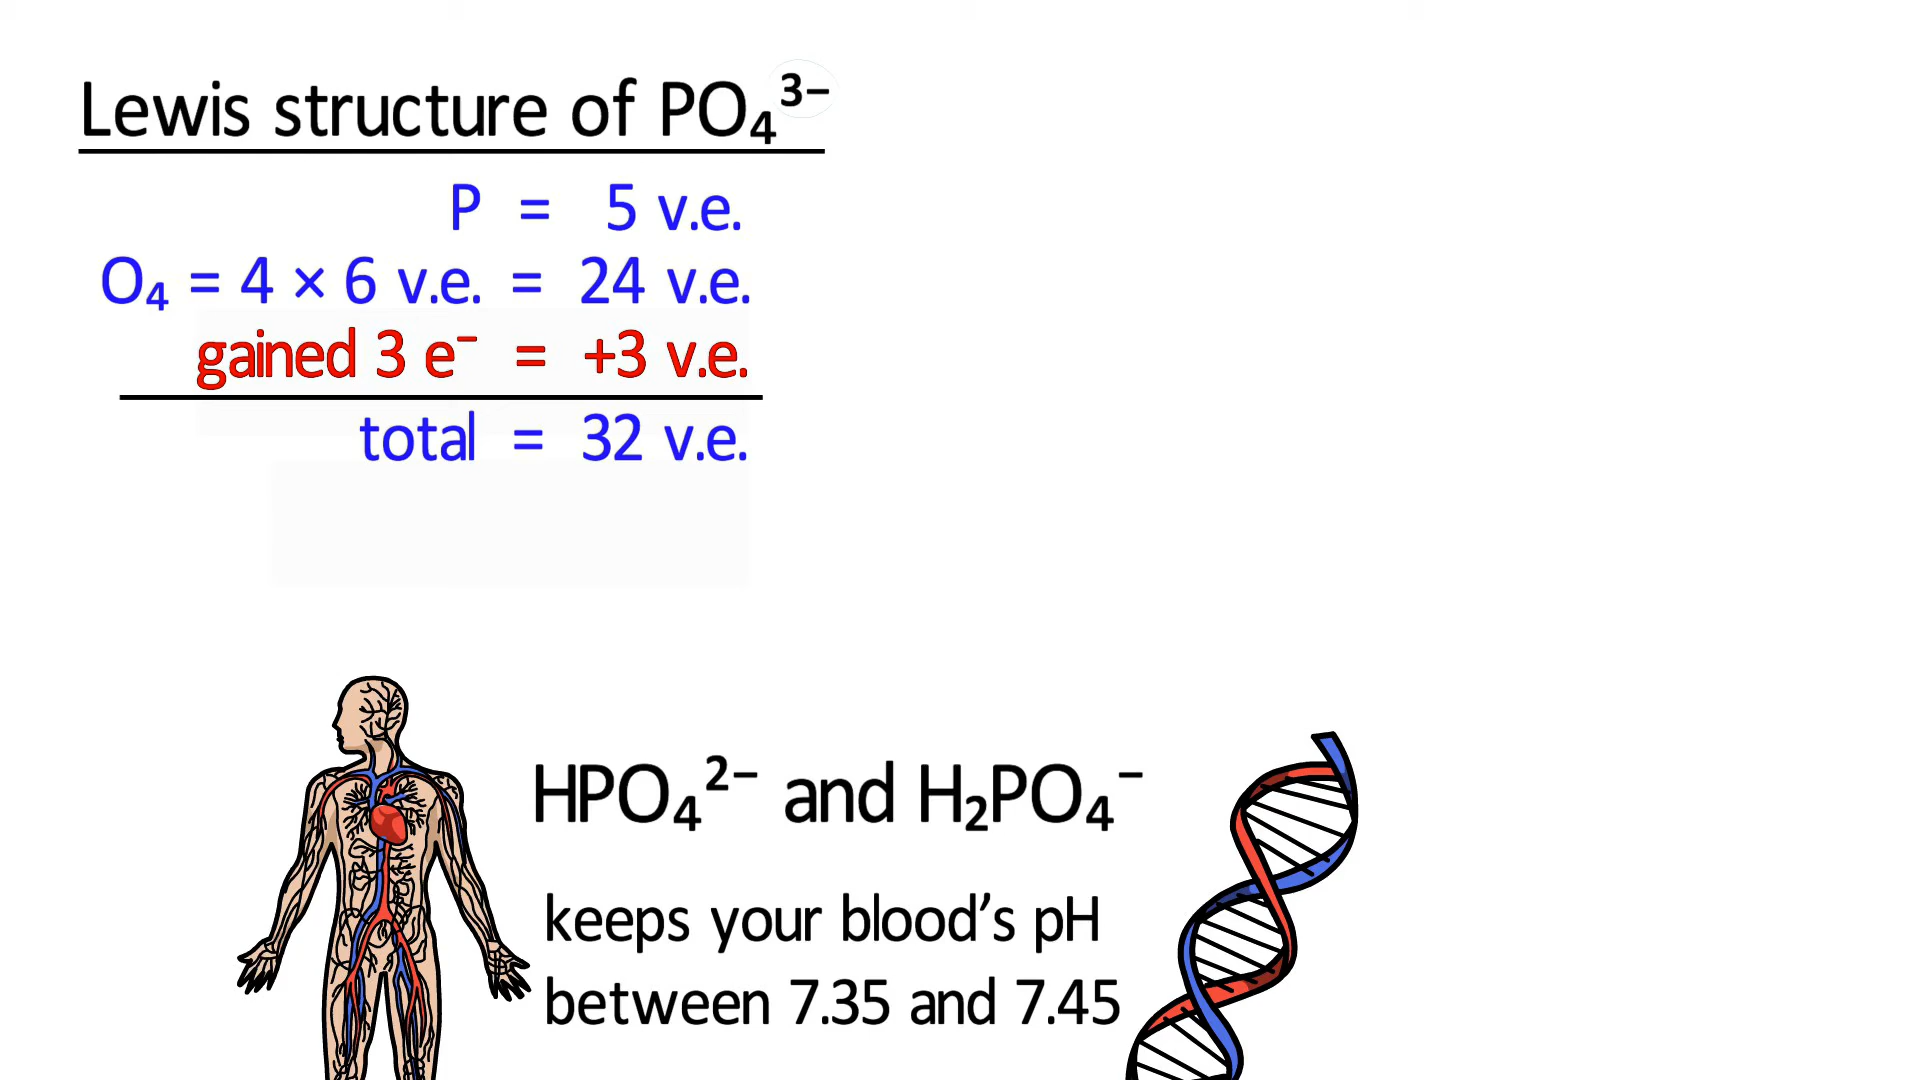 Lewis structure of PO₄³⁻
P = 5 v.e.
O₄ = 4 × 6 v.e. = 24 v.e.
gained 3 e⁻ = +3 v.e.
total = 32 v.e.
HPO₄²⁻ and H₂PO₄⁻
keeps your blood’s pH
between 7.35 and 7.45